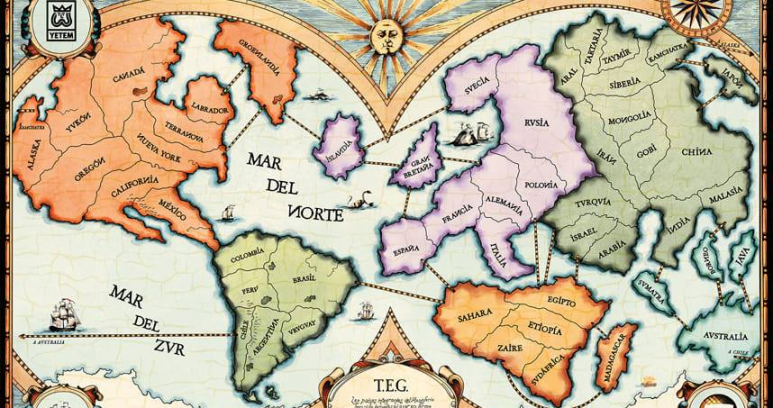 YETEM
GROENLANDIA
CANADÁ
LABRADOR
YUKÓN
TERRANOVA
NUEVA YORK
KAMCHATKA
ALASKA
OREGÓN
CALIFORNIA
MÉXICO
MAR
DEL
NORTE
ISLANDIA
GRAN
BRETAÑA
SVECIA
RVSIA
POLONIA
ALEMANIA
FRANCIA
ESPAÑA
ITALIA
ARAL
TARTARIA
TAYMIR
KAMCHATKA
A ALASKA
JAPÓN
SIBERIA
MONGOLIA
IRÁN
GOBI
CHINA
TVRQVIA
ISRAEL
ARABIA
INDIA
MALASIA
COLOMBIA
PERV
BRASIL
CHILE
ARGENTINA
VRVGVAY
SAHARA
EGIPTO
ETIOPÍA
ZAIRE
SVDÁFRICA
MADAGASCAR
SVMATRA
BORNEO
JAVA
AVSTRALIA
A CHILE
MAR
DEL
ZVR
A AVSTRALIA
T.E.G.